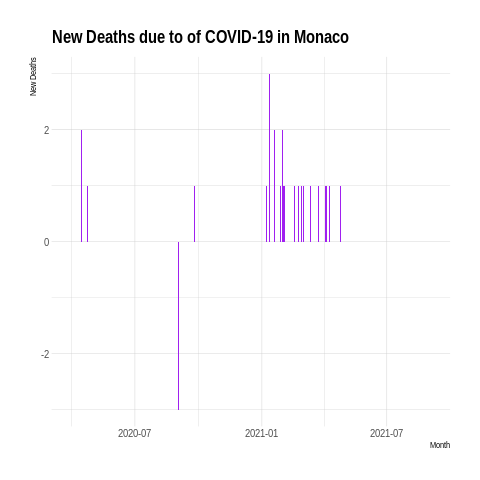 New Deaths due to of COVID-19 in Monaco
New Deaths
2
0
-2
2020-07
2021-01
2021-07
Month